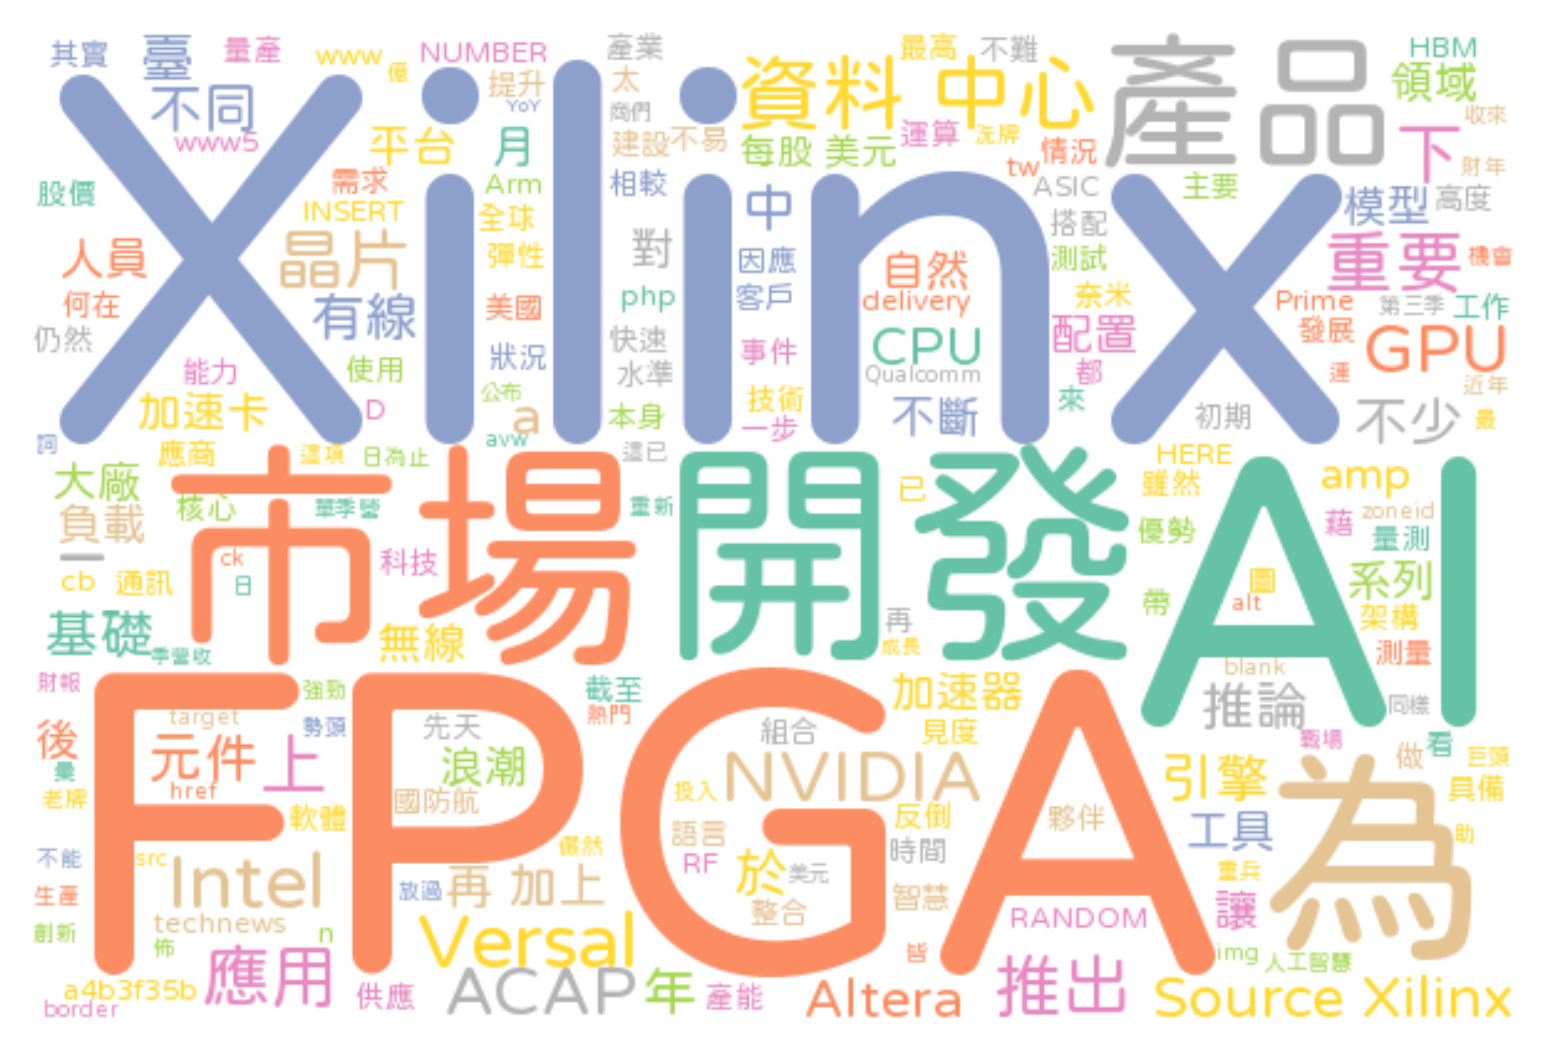 其實
臺
量產
www
億
NUMBER
提升
YoY
產業
太
資料 中心
最高
不難
產品
HBM
領域
收來
不同
www5
平台
月
建設
不易
每股 美元
運算
洗牌
tw
情況
下
財年
股價
需求
Arm
相較
中
ASIC
主要
模型
高度
Xilinx
INSERT
全球
搭配
人員
晶片
彈性
對
因應
自然
測試
重要
機會
何在
有線
美國
php
客戶
delivery
奈米
Prime
第三季
工作
仍然
狀況
快速
事件
CPU
配置
發展
GPU
能力
使用
水準
Qualcomm
都
運
近年
加速卡
D
公布
a
本身
技術
一步
不斷
來
初期
不少
最
詞
應商
這項
日為止
avw
這已
HERE
大廠
市場
開發
AI
已
雖然
amp
負載
核心
單季營
重新
優勢
藉
zoneid
量測
一
ck
科技
cb
通訊
日
圖
alt
帶
系列
架構
基礎
季營收
無線
再
成長
測量
blank
財報
強勁
截至
加速器
推論
同樣
target
勢頭
熱門
先天
組合
見度
後
元件
上
浪潮
NVIDIA
戰場
做
看
巨頭
FPGA
href
老牌
國防航
投入
引擎
為
具備
軟體
語言
反倒
夥伴
工具
助
不能
src
Intel
儼然
RF
於
美元
時間
重兵
生產
放過
再 加上
整合
智慧
讓
technews
創新
佈
n
Versal
RANDOM
皆
img
人工智慧
a4b3f35b
應用
供應
ACAP
年
產能
Altera
推出
Source Xilinx
border